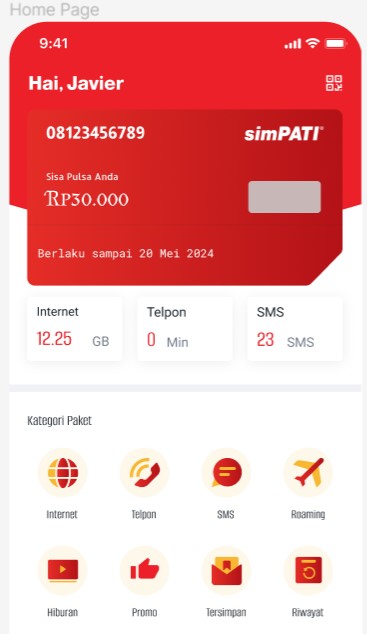 Home Page
9:41
Hai, Javier
08123456789
simPATI
Sisa Pulsa Anda
Rp30.000
Berlaku sampai 20 Mei 2024
Internet Telpon SMS
12.25 GB 0 Min 23 SMS
Kategori Paket
Internet Telpon SMS Roaming
Hiburan Promo Tersimpan Riwayat